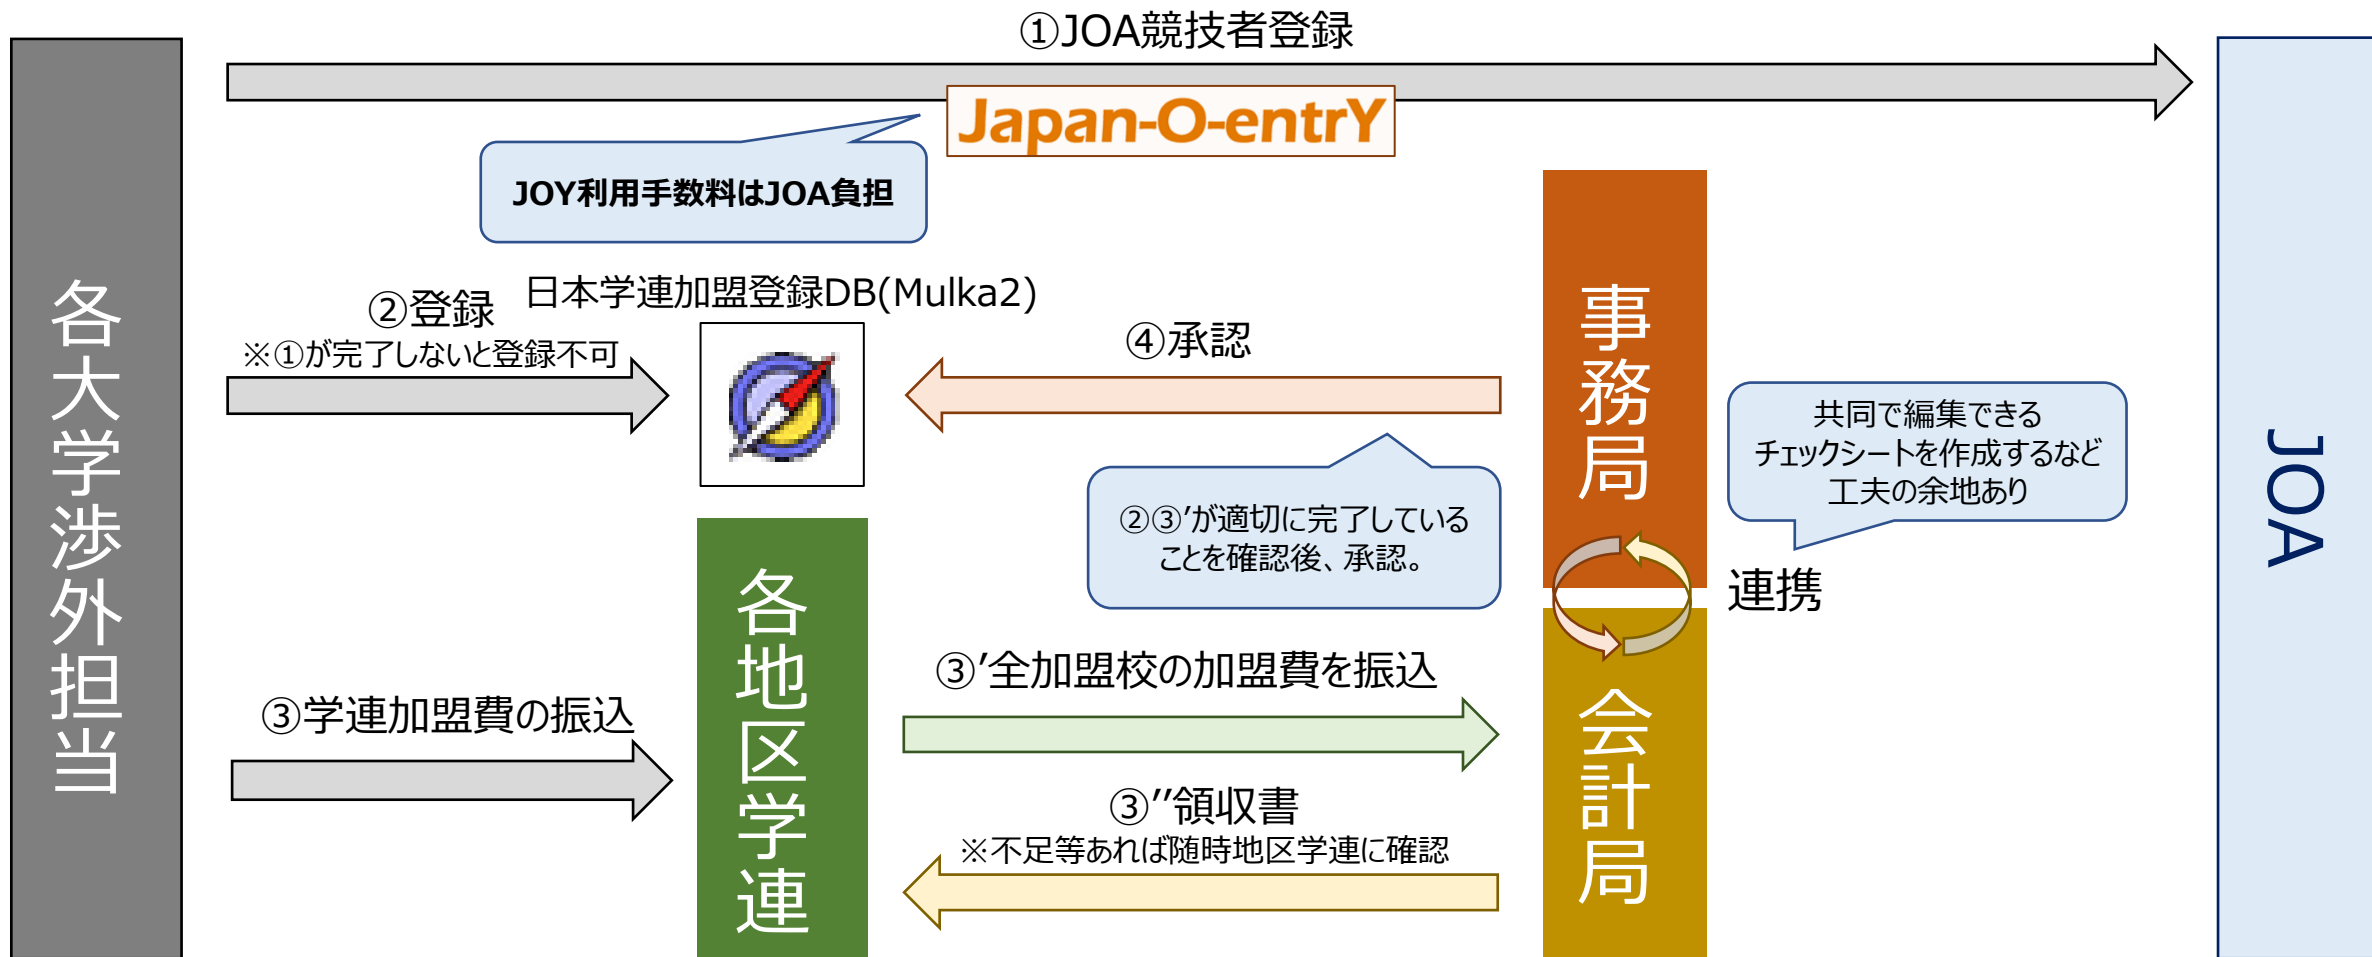 ①JOA競技者登録
Japan-O-entrY
JOY利用手数料はJOA負担
各大学渉外担当
②登録
※①が完了しないと登録不可
日本学連加盟登録DB(Mulka2)
④承認
②③’が適切に完了している
ことを確認後、承認。
事務局
共同で編集できる
チェックシートを作成するなど
工夫の余地あり
連携
JOA
③学連加盟費の振込
各地区学連
③’全加盟校の加盟費を振込
③’’領収書
※不足等あれば随時地区学連に確認
会計局